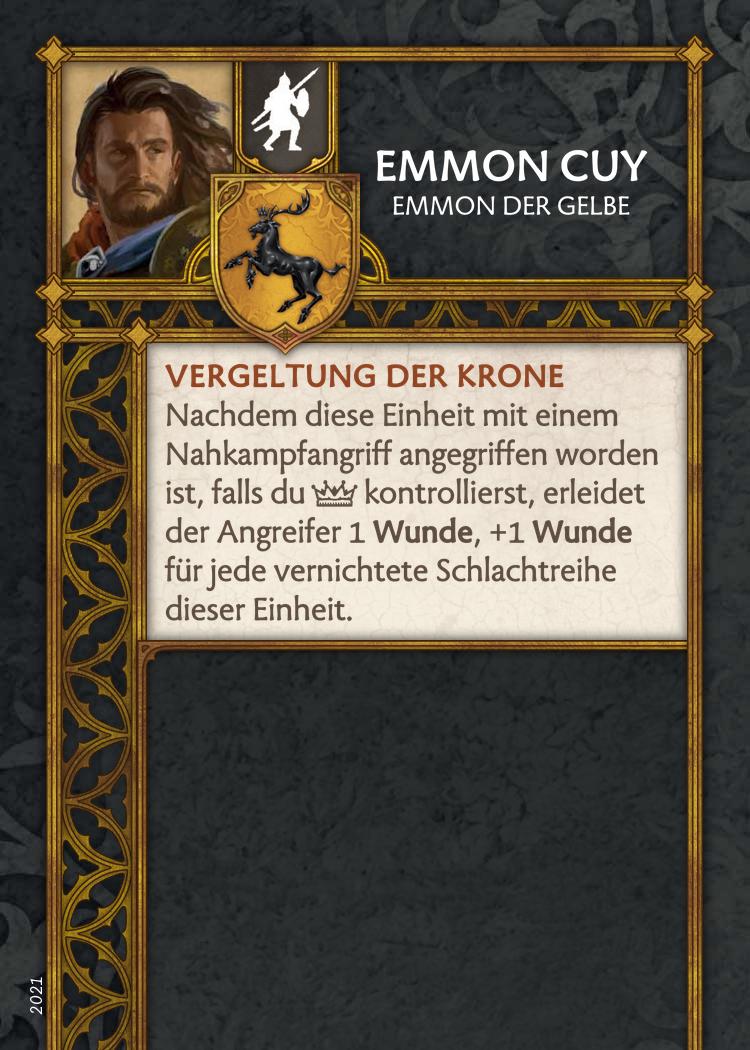 EMMON CUY
EMMON DER GELBE
VERGELTUNG DER KRONE
Nachdem diese Einheit mit einem
Nahkampfangriff angegriffen worden
ist, falls du kontrollierst, erleidet
der Angreifer 1 Wunde, +1 Wunde
für jede vernichtete Schlachtreihe
dieser Einheit.
2021